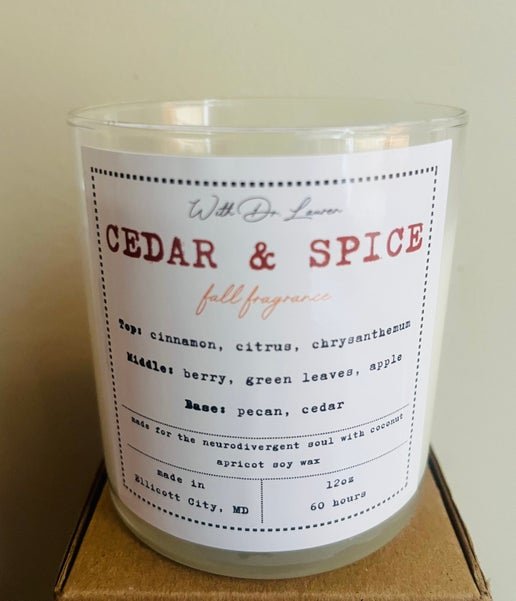 With Dr. Lauren
CEDAR & SPICE
fall fragrance
Top: cinnamon, citrus, chrysanthemum
Middle: berry, green leaves, apple
Base: pecan, cedar
made for the neurodivergent soul with coconut
apricot soy wax
made in
Ellicott City, MD
12oz
60 hours